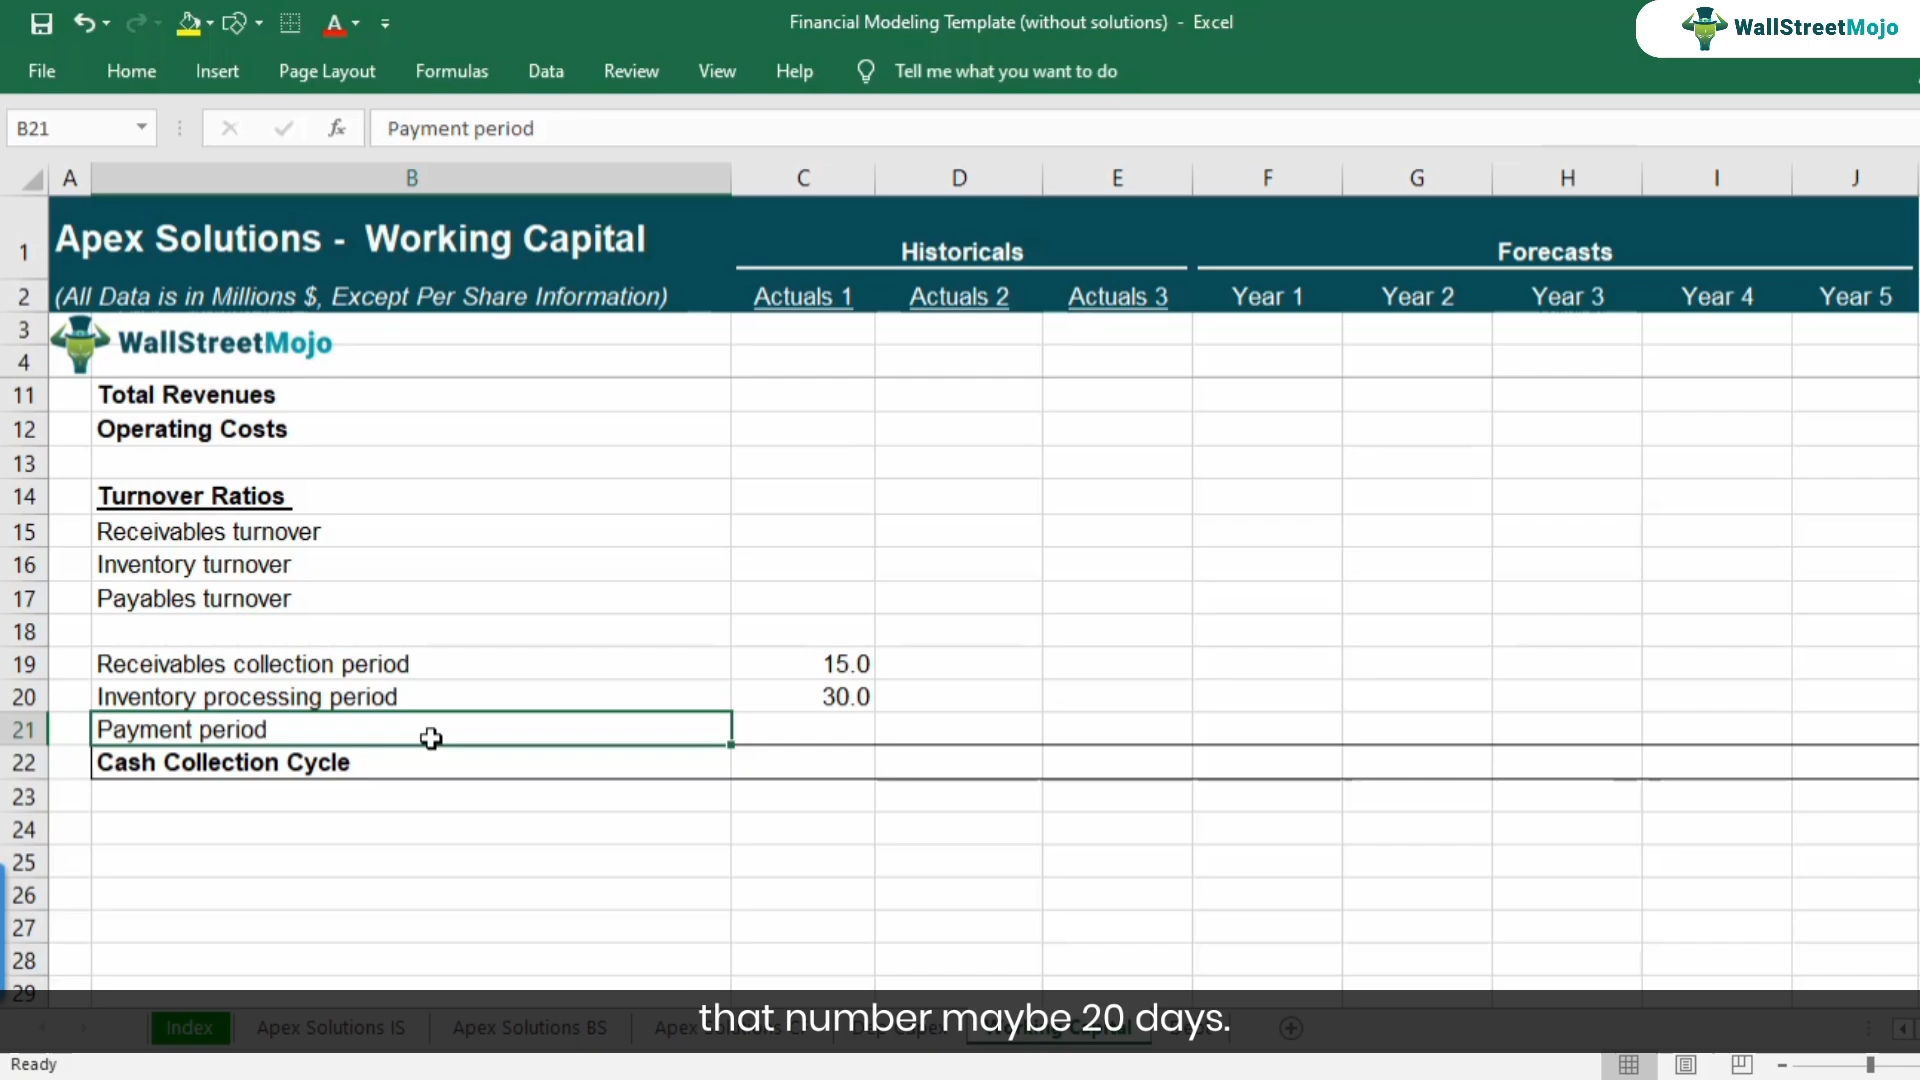 Financial Modeling Template (without solutions) - Excel
WallStreetMojo
File Home Insert Page Layout Formulas Data Review View Help Tell me what you want to do
B21 fx Payment period
A B C D E F G H I J
1 Apex Solutions - Working Capital Historicals Forecasts
2 (All Data is in Millions $, Except Per Share Information) Actuals 1 Actuals 2 Actuals 3 Year 1 Year 2 Year 3 Year 4 Year 5
3 WallStreetMojo
4
11 Total Revenues
12 Operating Costs
13
14 Turnover Ratios
15 Receivables turnover
16 Inventory turnover
17 Payables turnover
18
19 Receivables collection period 15.0
20 Inventory processing period 30.0
21 Payment period
22 Cash Collection Cycle
23
24
25
26
27
28
29
that number maybe 20 days.
Index Apex Solutions IS Apex Solutions BS
Ready